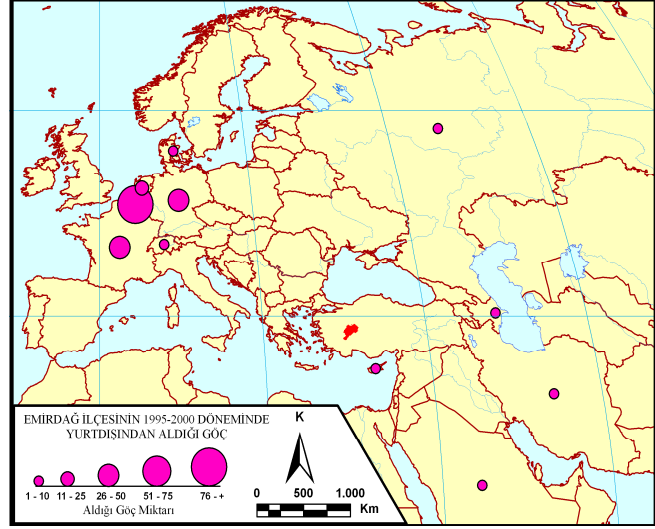 EMİRDAĞ İLÇESİNİN 1995-2000 DÖNEMİNDE
YURTDIŞINDAN ALDIĞI GÖÇ
1 - 10 11 - 25 26 - 50 51 - 75 76 - +
Aldığı Göç Miktarı
K
0 500 1.000
Km